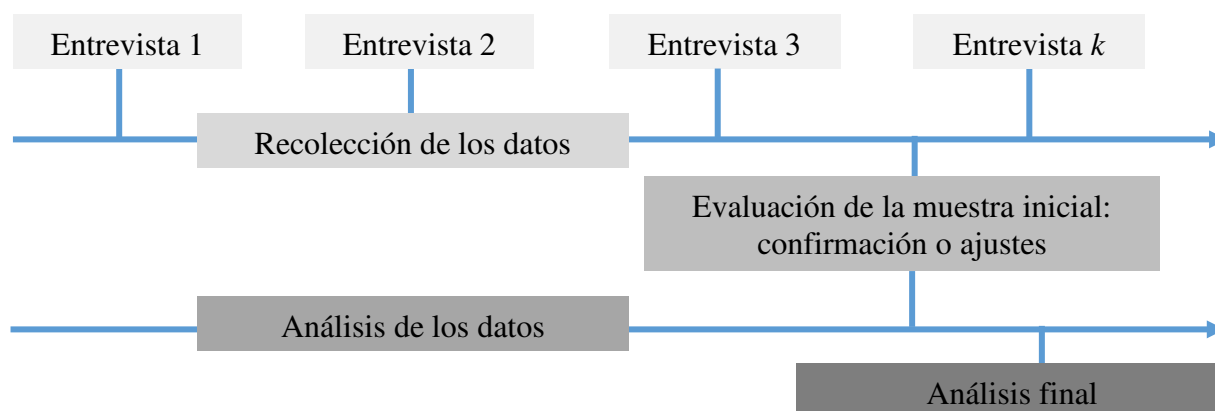 Entrevista 1
Entrevista 2
Entrevista 3
Entrevista k
Recolección de los datos
Evaluación de la muestra inicial:
confirmación o ajustes
Análisis de los datos
Análisis final